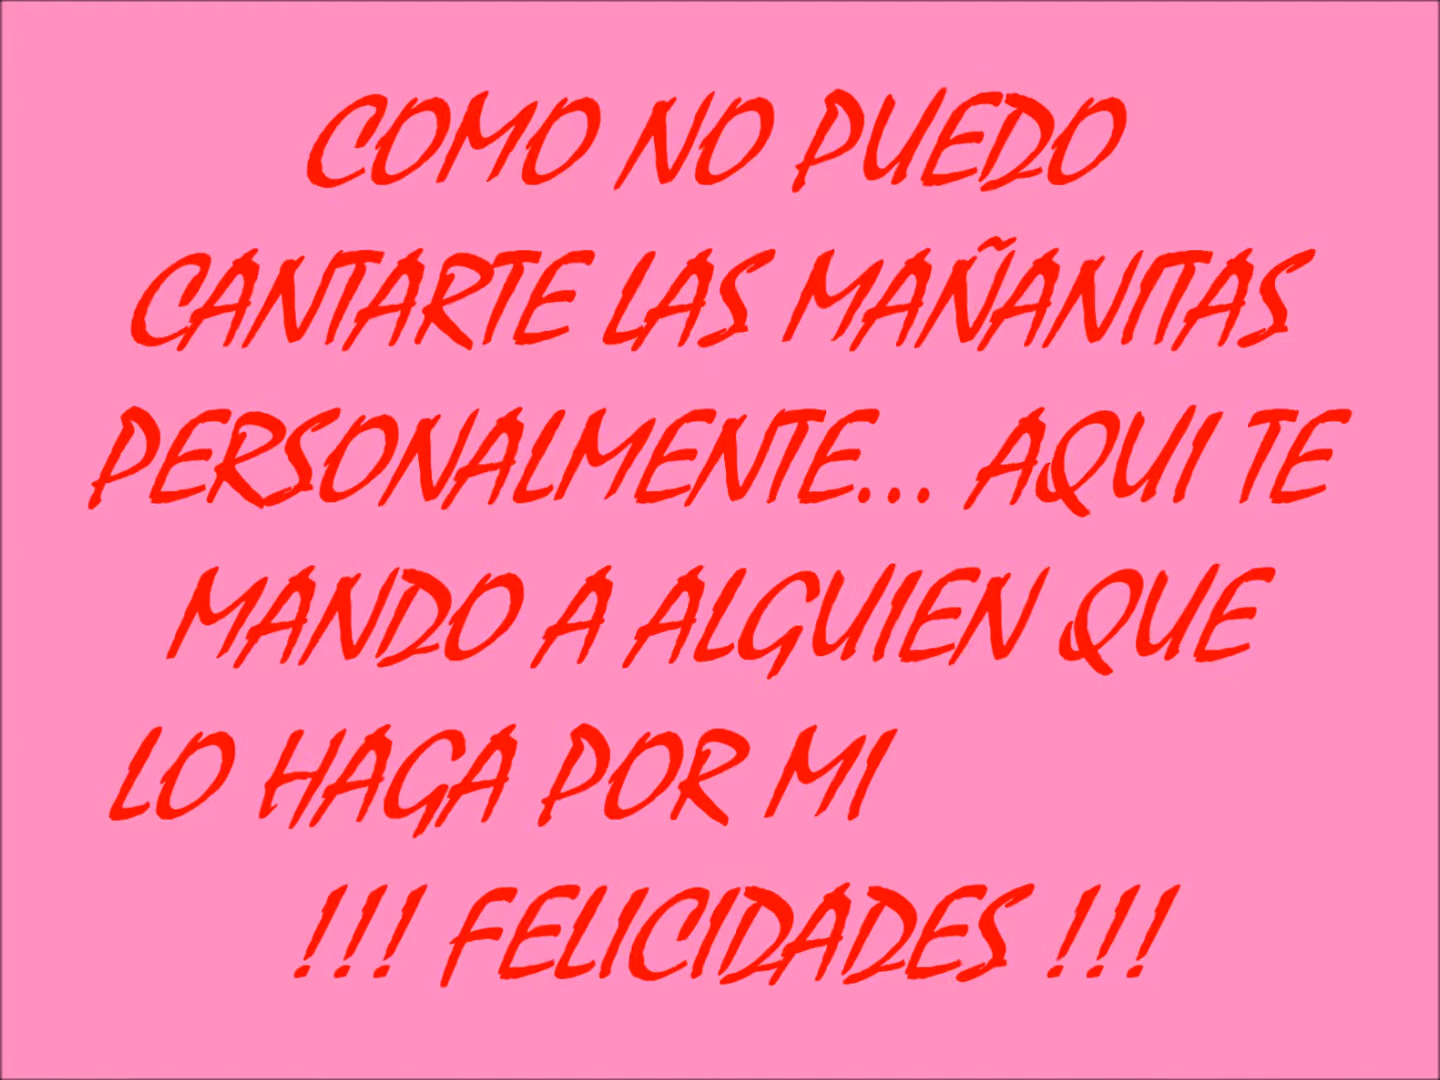 COMO NO PUEDO
CANTARTE LAS MAÑANITAS
PERSONALMENTE... AQUI TE
MANDO A ALGUIEN QUE
LO HAGA POR MI
!!! FELICIDADES !!!